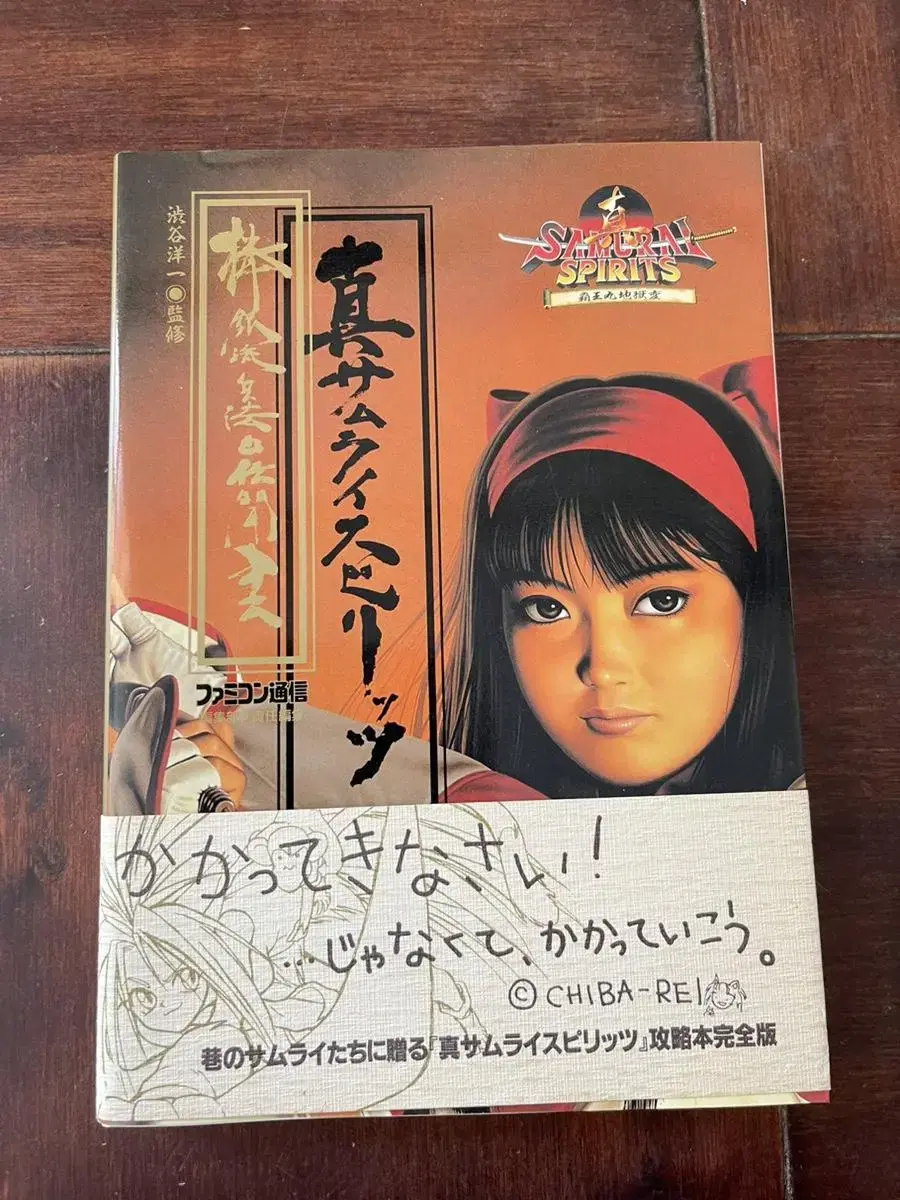 渋谷洋一◉監修
真サムライスピリッツ
ファミコン通信
真
SAMURAI
SPIRITS
覇王丸地獄変
かかってきなさい!
…じゃなくて、かかっていこう。
© CHIBA-REI
巷のサムライたちに贈る『真サムライスピリッツ』攻略本完全版